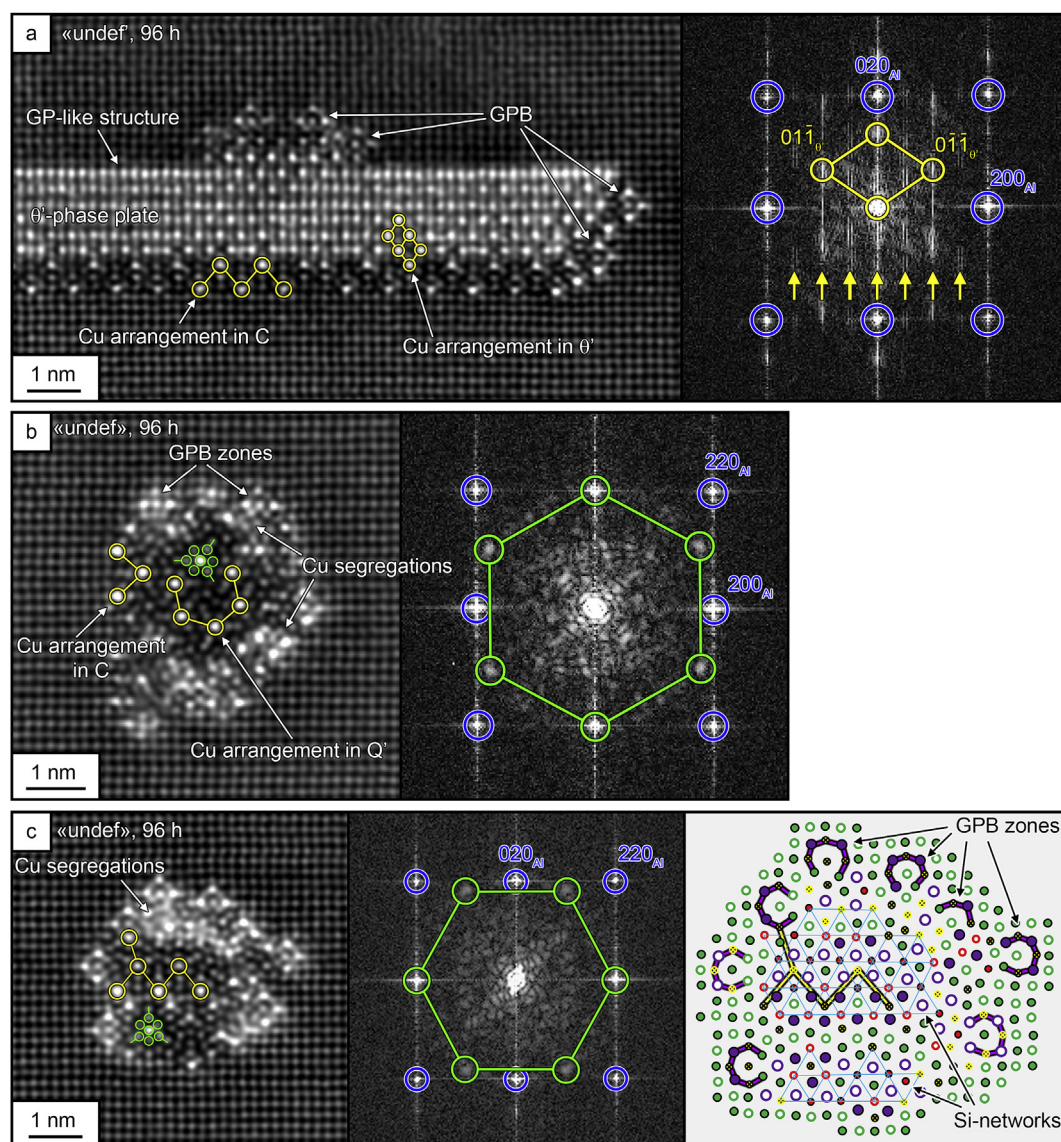 a
«undef’, 96 h
GP-like structure
GPB
θ'-phase plate
Cu arrangement in C
Cu arrangement in θ'
1 nm
020Al
011̅θ'
01̅1̅θ'
200Al
b
«undef», 96 h
GPB zones
Cu segregations
Cu arrangement
in C
Cu arrangement in Q’
1 nm
220Al
200Al
c
«undef», 96 h
Cu segregations
1 nm
020Al
220Al
GPB zones
Si-networks